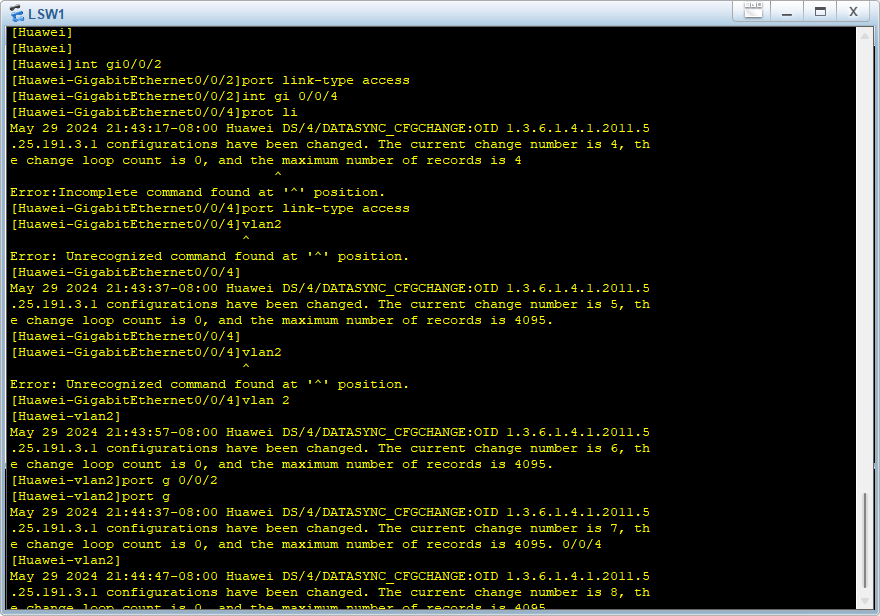 LSW1
[Huawei]
[Huawei]
[Huawei]int gi0/0/2
[Huawei-GigabitEthernet0/0/2]port link-type access
[Huawei-GigabitEthernet0/0/2]int gi 0/0/4
[Huawei-GigabitEthernet0/0/4]prot li
May 29 2024 21:43:17-08:00 Huawei DS/4/DATASYNC_CFGCHANGE:OID 1.3.6.1.4.1.2011.5
.25.191.3.1 configurations have been changed. The current change number is 4, th
e change loop count is 0, and the maximum number of records is 4
^
Error:Incomplete command found at '^' position.
[Huawei-GigabitEthernet0/0/4]port link-type access
[Huawei-GigabitEthernet0/0/4]vlan2
^
Error: Unrecognized command found at '^' position.
[Huawei-GigabitEthernet0/0/4]
May 29 2024 21:43:37-08:00 Huawei DS/4/DATASYNC_CFGCHANGE:OID 1.3.6.1.4.1.2011.5
.25.191.3.1 configurations have been changed. The current change number is 5, th
e change loop count is 0, and the maximum number of records is 4095.
[Huawei-GigabitEthernet0/0/4]
[Huawei-GigabitEthernet0/0/4]vlan2
^
Error: Unrecognized command found at '^' position.
[Huawei-GigabitEthernet0/0/4]vlan 2
[Huawei-vlan2]
May 29 2024 21:43:57-08:00 Huawei DS/4/DATASYNC_CFGCHANGE:OID 1.3.6.1.4.1.2011.5
.25.191.3.1 configurations have been changed. The current change number is 6, th
e change loop count is 0, and the maximum number of records is 4095.
[Huawei-vlan2]port g 0/0/2
[Huawei-vlan2]port g
May 29 2024 21:44:37-08:00 Huawei DS/4/DATASYNC_CFGCHANGE:OID 1.3.6.1.4.1.2011.5
.25.191.3.1 configurations have been changed. The current change number is 7, th
e change loop count is 0, and the maximum number of records is 4095. 0/0/4
[Huawei-vlan2]
May 29 2024 21:44:47-08:00 Huawei DS/4/DATASYNC_CFGCHANGE:OID 1.3.6.1.4.1.2011.5
.25.191.3.1 configurations have been changed. The current change number is 8, th
e change loop count is 0, and the maximum number of records is 4095